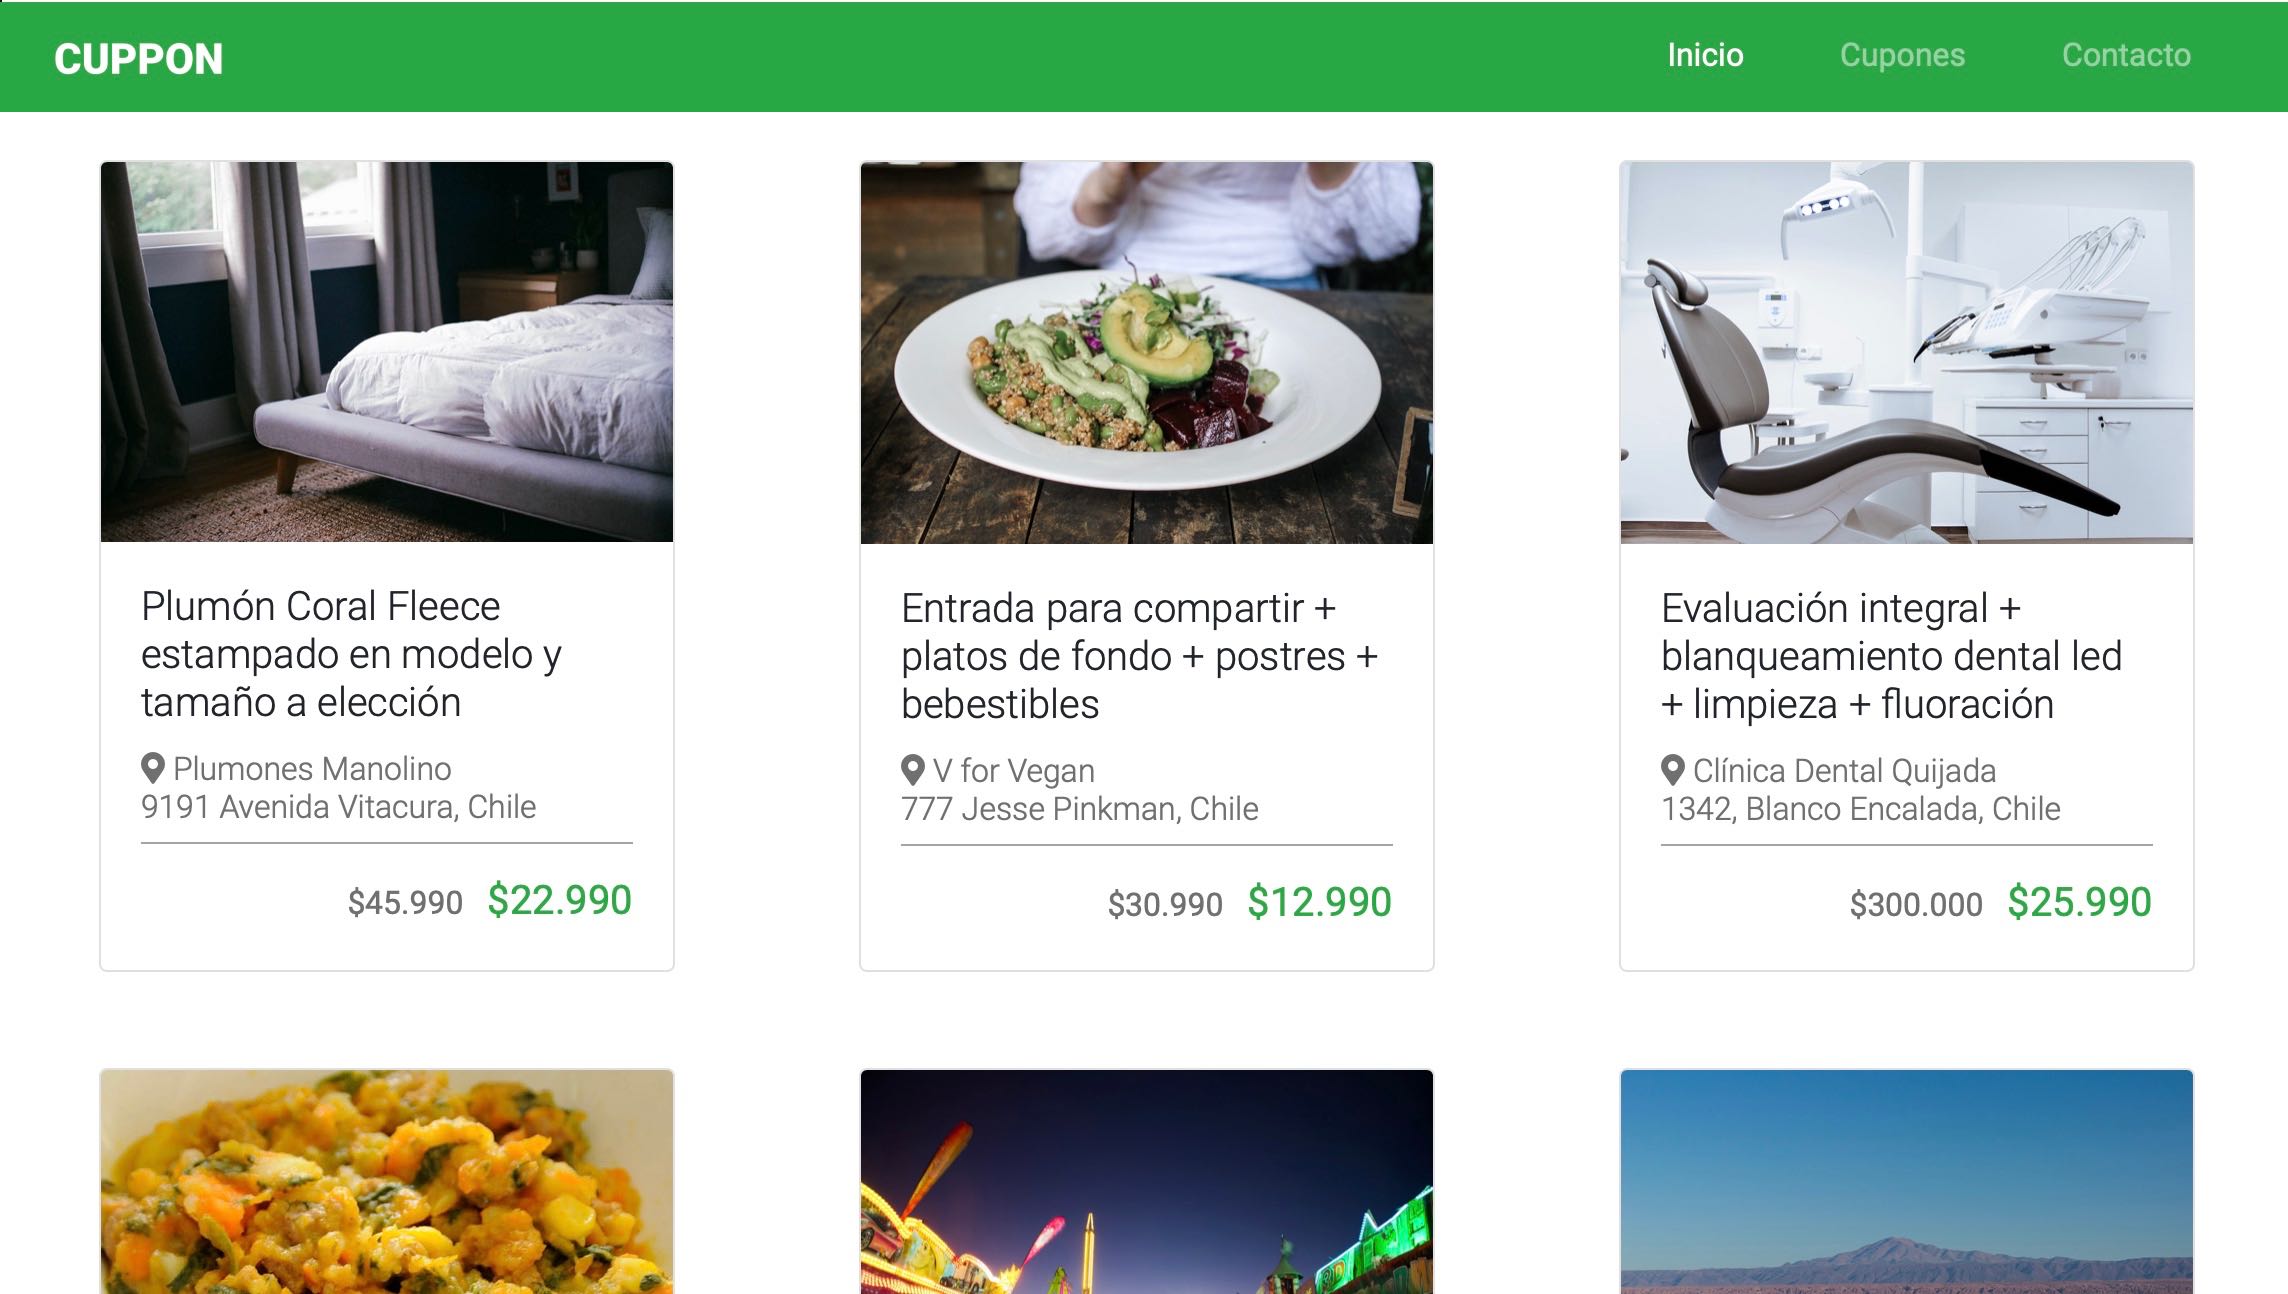 CUPPON
Inicio
Cupones
Contacto
Plumón Coral Fleece
estampado en modelo y
tamaño a elección
Plumones Manolino
9191 Avenida Vitacura, Chile
$45.990 $22.990
Entrada para compartir +
platos de fondo + postres +
bebestibles
V for Vegan
777 Jesse Pinkman, Chile
$30.990 $12.990
Evaluación integral +
blanqueamiento dental led
+ limpieza + fluoración
Clínica Dental Quijada
1342, Blanco Encalada, Chile
$300.000 $25.990